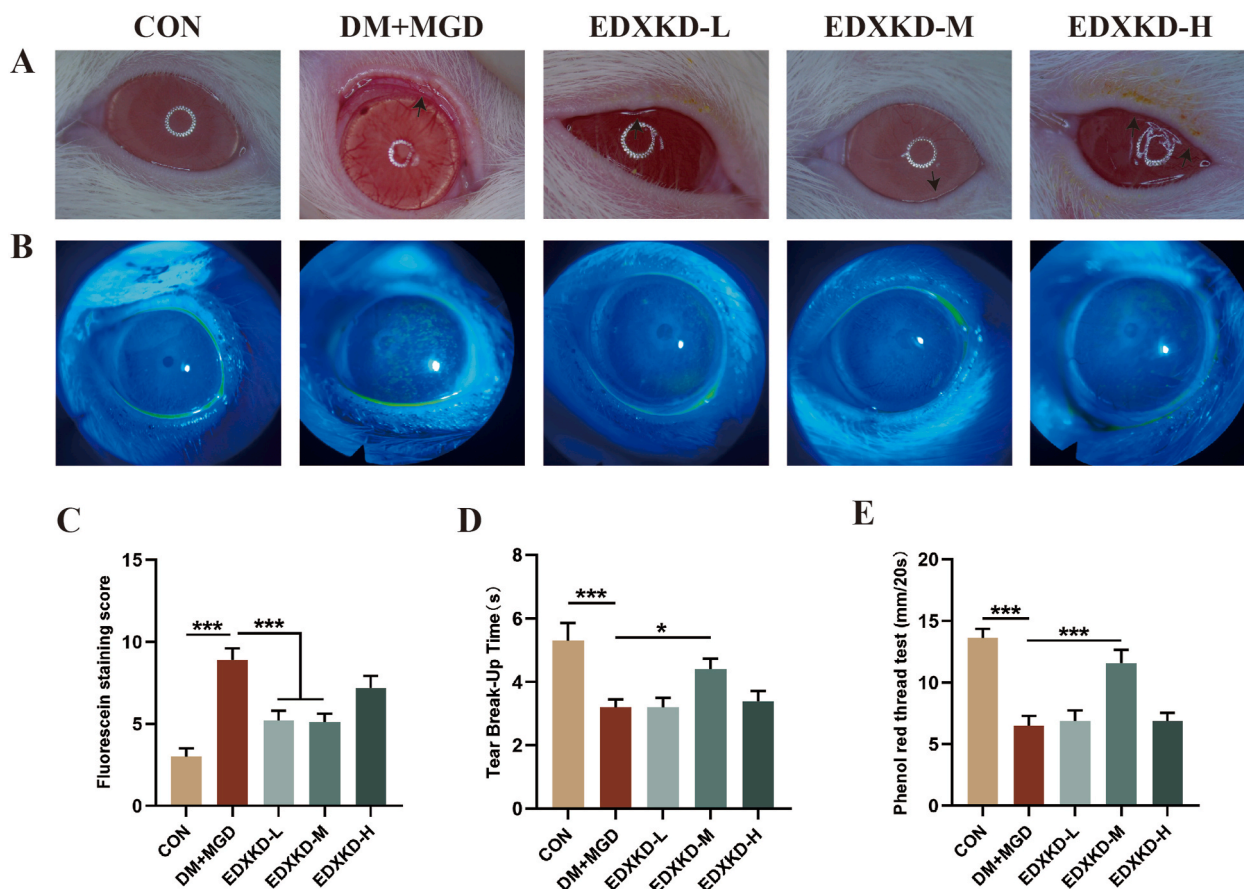 CON DM+MGD EDXKD-L EDXKD-M EDXKD-H
A
B
C
Fluorescein staining score
15
10
5
0
***
***
CON DM+MGD EDXKD-L EDXKD-M EDXKD-H
D
Tear Break-Up Time(s)
8
6
4
2
0
***
*
CON DM+MGD EDXKD-L EDXKD-M EDXKD-H
E
Phenol red thread test (mm/20s)
20
15
10
5
0
***
***
CON DM+MGD EDXKD-L EDXKD-M EDXKD-H